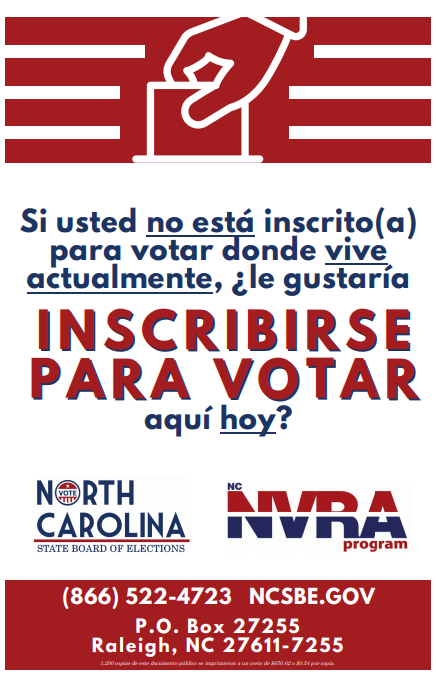 Si usted no está inscrito(a)
para votar donde vive
actualmente, ¿le gustaría
INSCRIBIRSE
PARA VOTAR
aquí hoy?
NORTH
VOTE
CAROLINA
STATE BOARD OF ELECTIONS
NC
NVRA
program
(866) 522-4723 NCSBE.GOV
P.O. Box 27255
Raleigh, NC 27611-7255
1,200 copias de este documento público se imprimieron a un costo de $650.62 o $0.54 por copia.